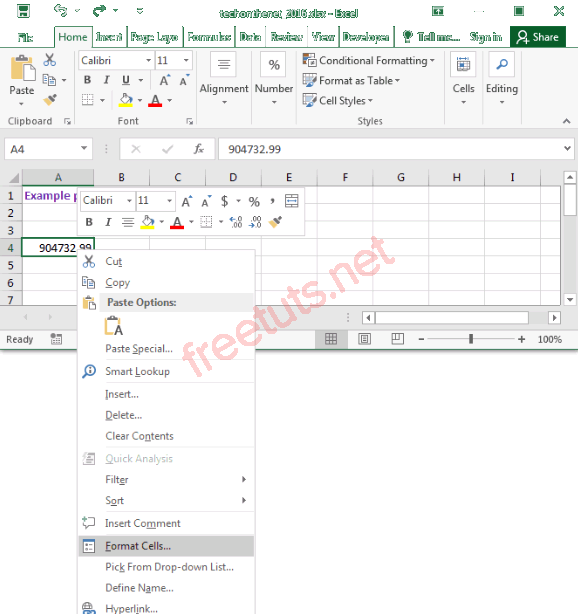 techonthenet_2016.xlsx - Excel
File Home Insert Page Layo Formulas Data Review View Developer Tell me... Sign in Share
Calibri 11
Paste
B I U A
Alignment
%
Number
Conditional Formatting
Format as Table
Cell Styles
Cells
Editing
Clipboard Font Styles
A4 fx 904732.99
A B C D E F G H I
1 Example p
Calibri 11 A A $ % ,
B I A .0 .00
2
3
4 904732.99
5
6
7
Ready 100%
Cut
Copy
Paste Options:
A
Paste Special...
Smart Lookup
Insert...
Delete...
Clear Contents
Quick Analysis
Filter
Sort
Insert Comment
Format Cells...
Pick From Drop-down List...
Define Name...
Hyperlink...
freetuts.net